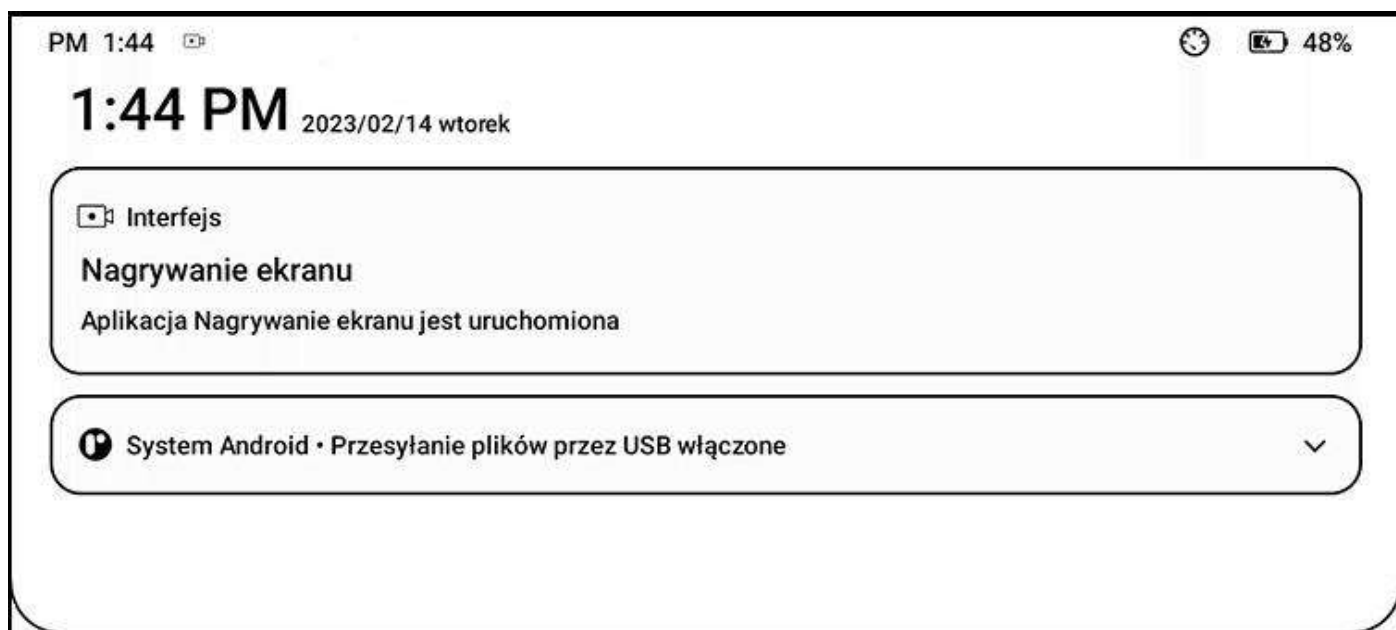 PM 1:44 48%
1:44 PM 2023/02/14 wtorek
Interfejs
Nagrywanie ekranu
Aplikacja Nagrywanie ekranu jest uruchomiona
System Android • Przesyłanie plików przez USB włączone